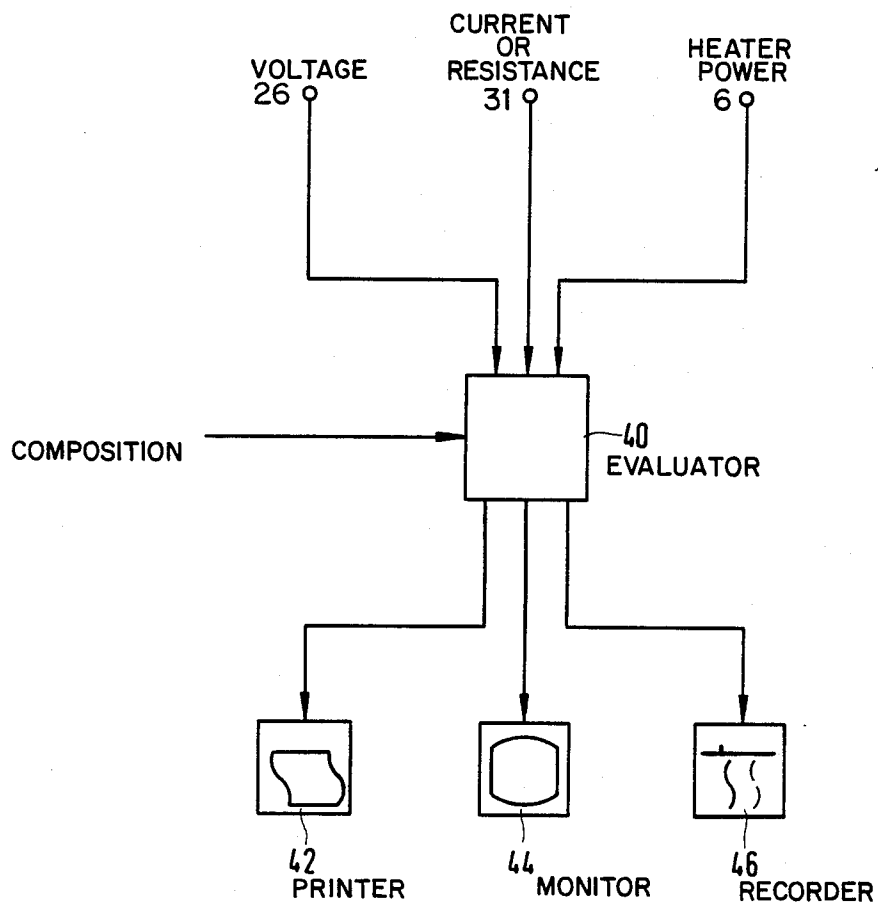 CURRENT
OR
RESISTANCE
31
VOLTAGE
26
HEATER
POWER
6
COMPOSITION
40
EVALUATOR
42
PRINTER
44
MONITOR
46
RECORDER